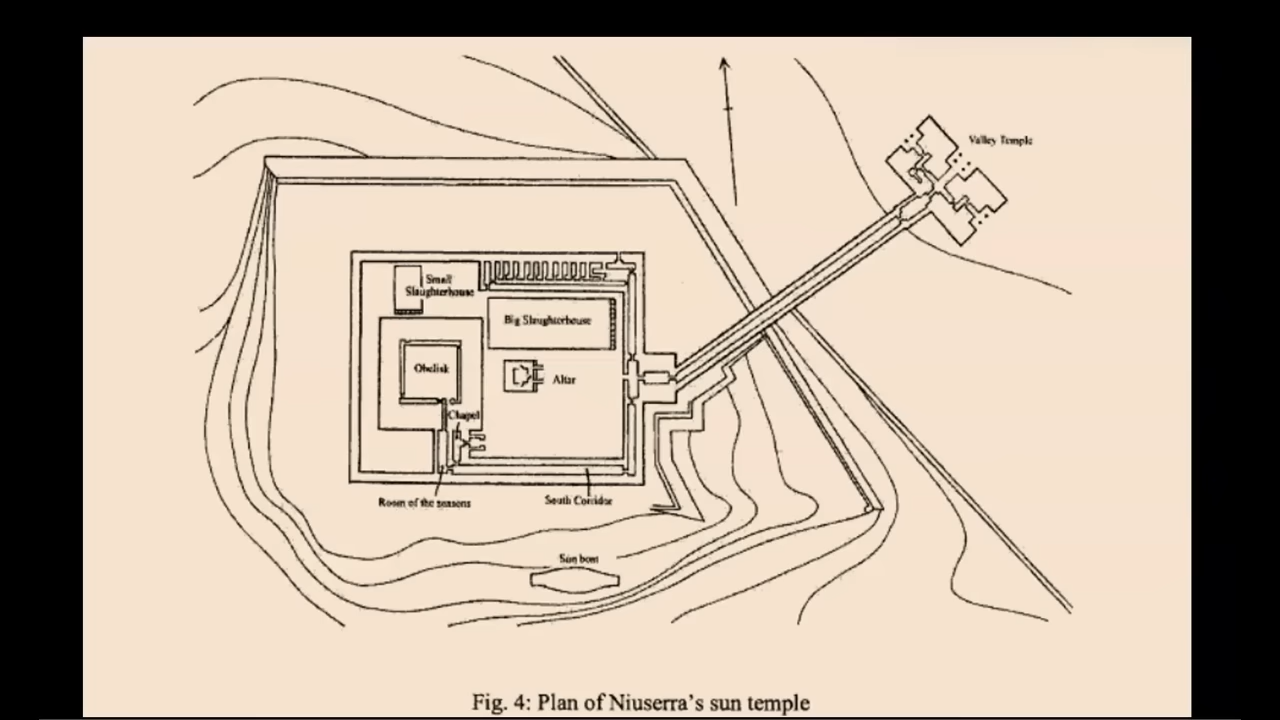 Valley Temple
Small
Slaughterhouse
Big Slaughterhouse
Obelisk
Altar
Chapel
Room of the seasons
South Corridor
Sun boat
Fig. 4: Plan of Niuserra's sun temple